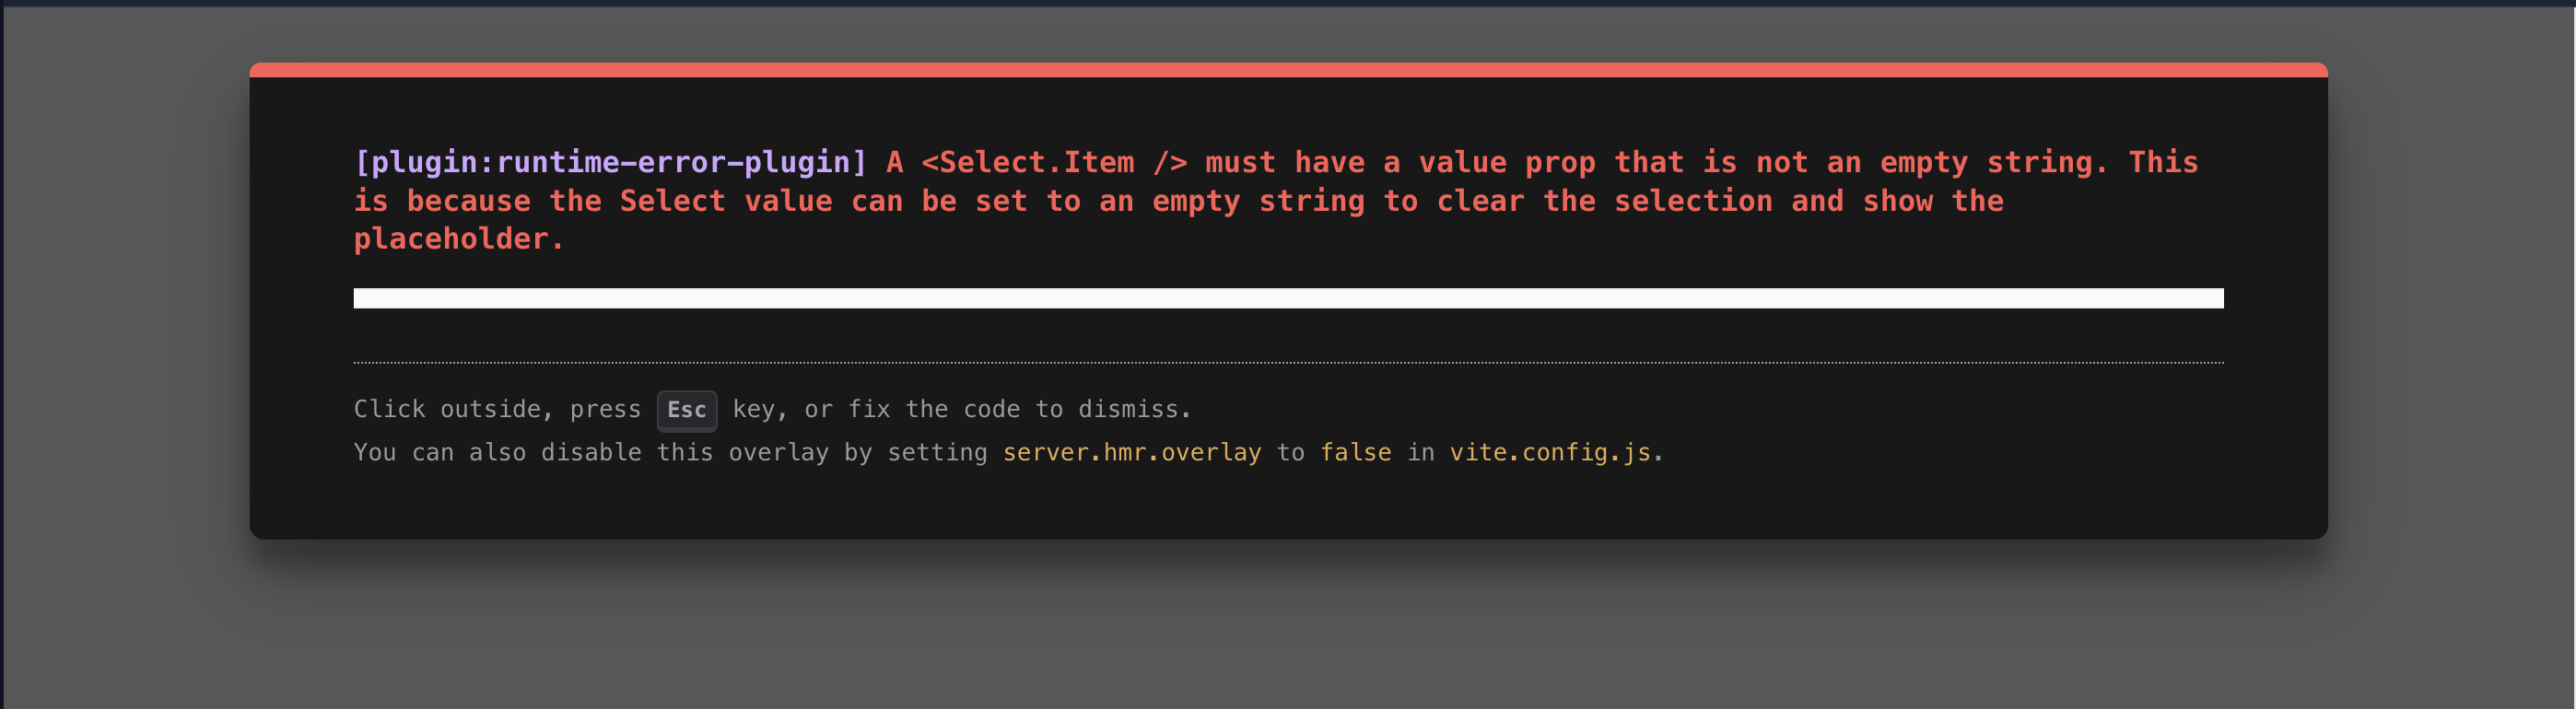 [plugin:runtime-error-plugin] A <Select.Item /> must have a value prop that is not an empty string. This
is because the Select value can be set to an empty string to clear the selection and show the
placeholder.
Click outside, press Esc key, or fix the code to dismiss.
You can also disable this overlay by setting server.hmr.overlay to false in vite.config.js.